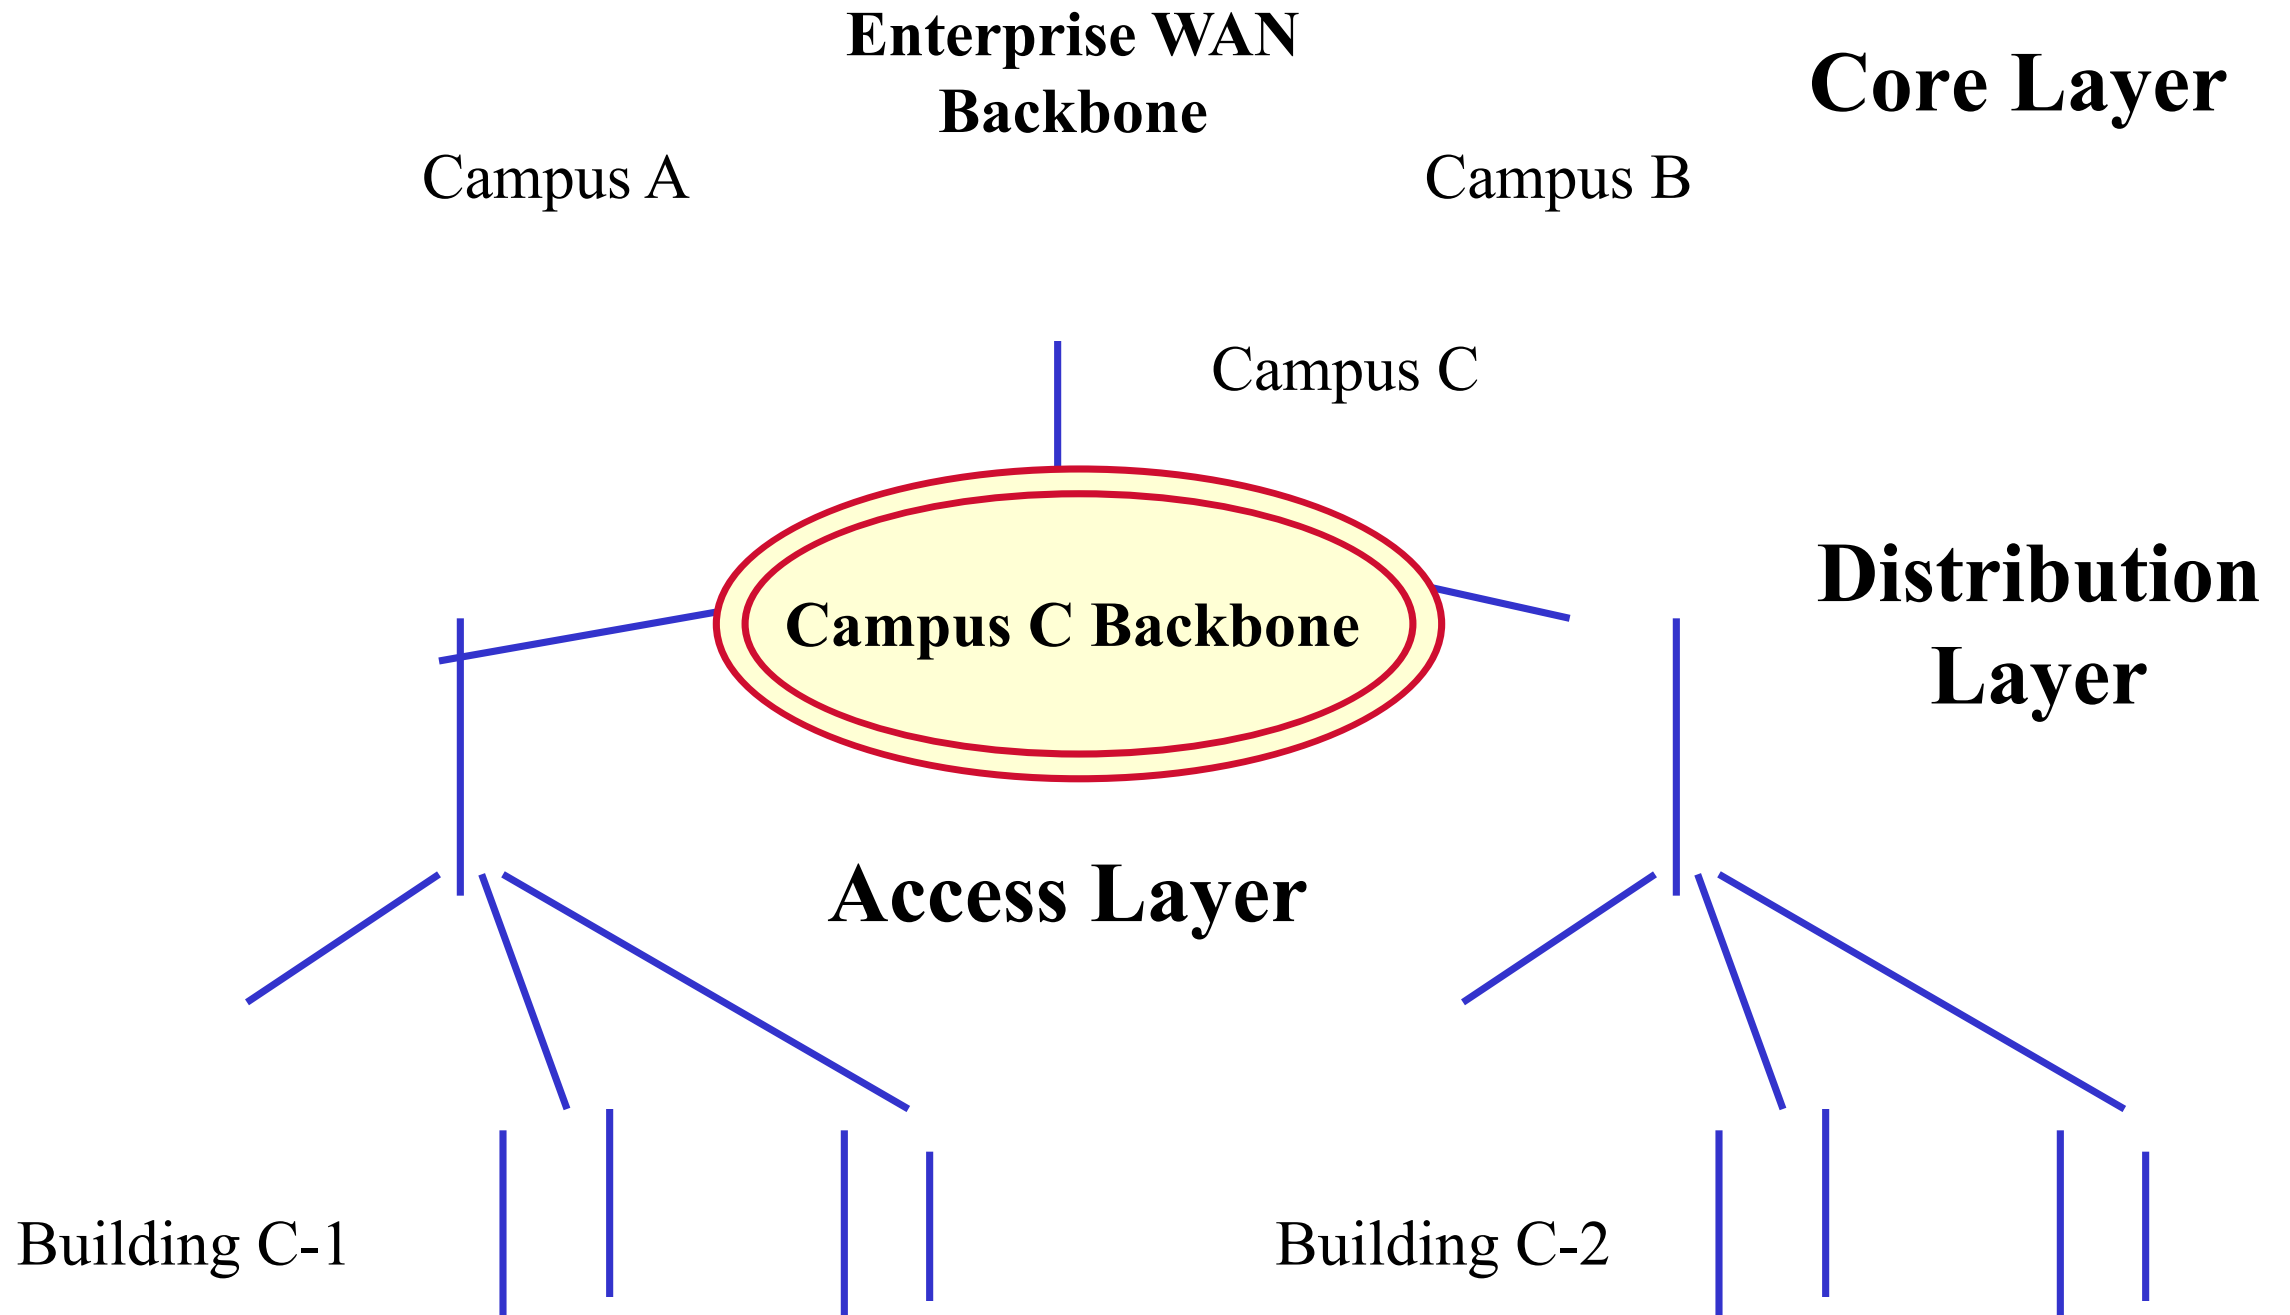 Enterprise WAN
Backbone
Core Layer
Campus A
Campus B
Campus C
Campus C Backbone
Distribution
Layer
Access Layer
Building C-1
Building C-2